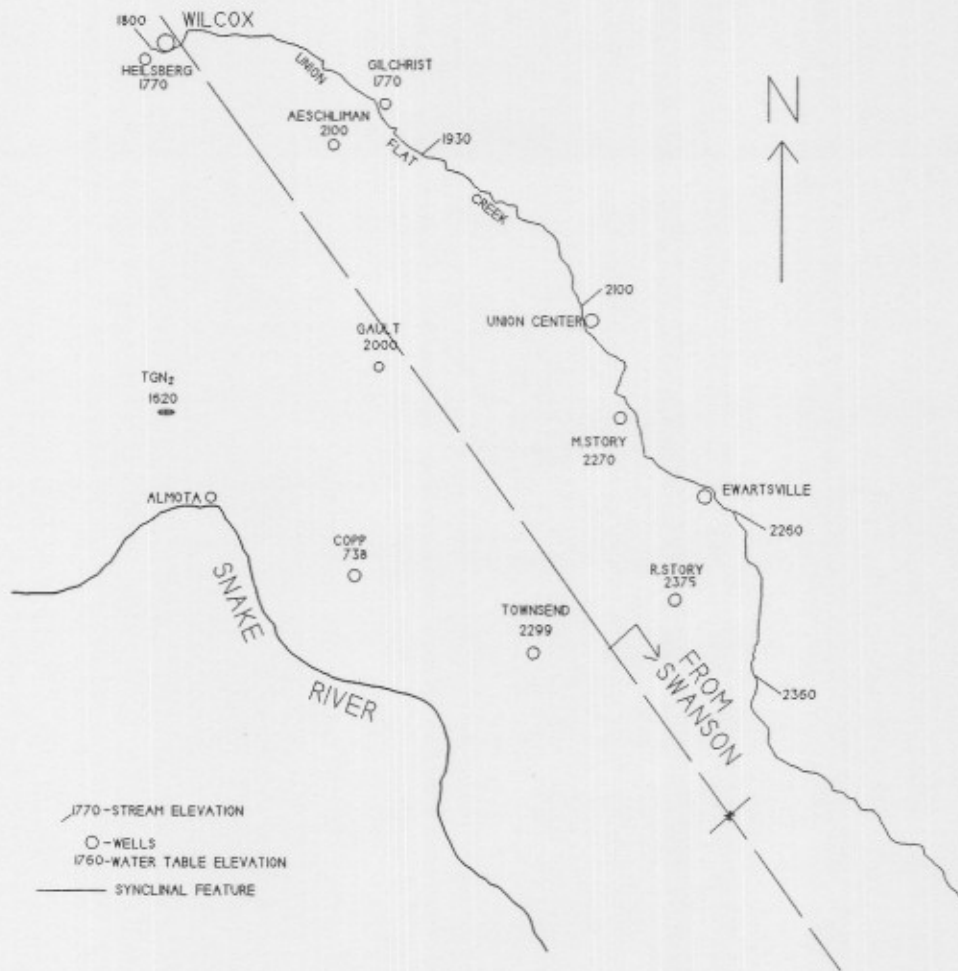 1800
WILCOX
HEILSBERG
1770
UNION
FLAT
CREEK
GILCHRIST
1770
AESCHLIMAN
2100
1930
N
2100
UNION CENTER
GAULT
2000
TGN₂
1620
M.STORY
2270
ALMOTA
EWARTSVILLE
2260
COPP
738
SNAKE
RIVER
R.STORY
2375
TOWNSEND
2299
FROM
SWANSON
2360
1770-STREAM ELEVATION
-WELLS
1760-WATER TABLE ELEVATION
SYNCLINAL FEATURE